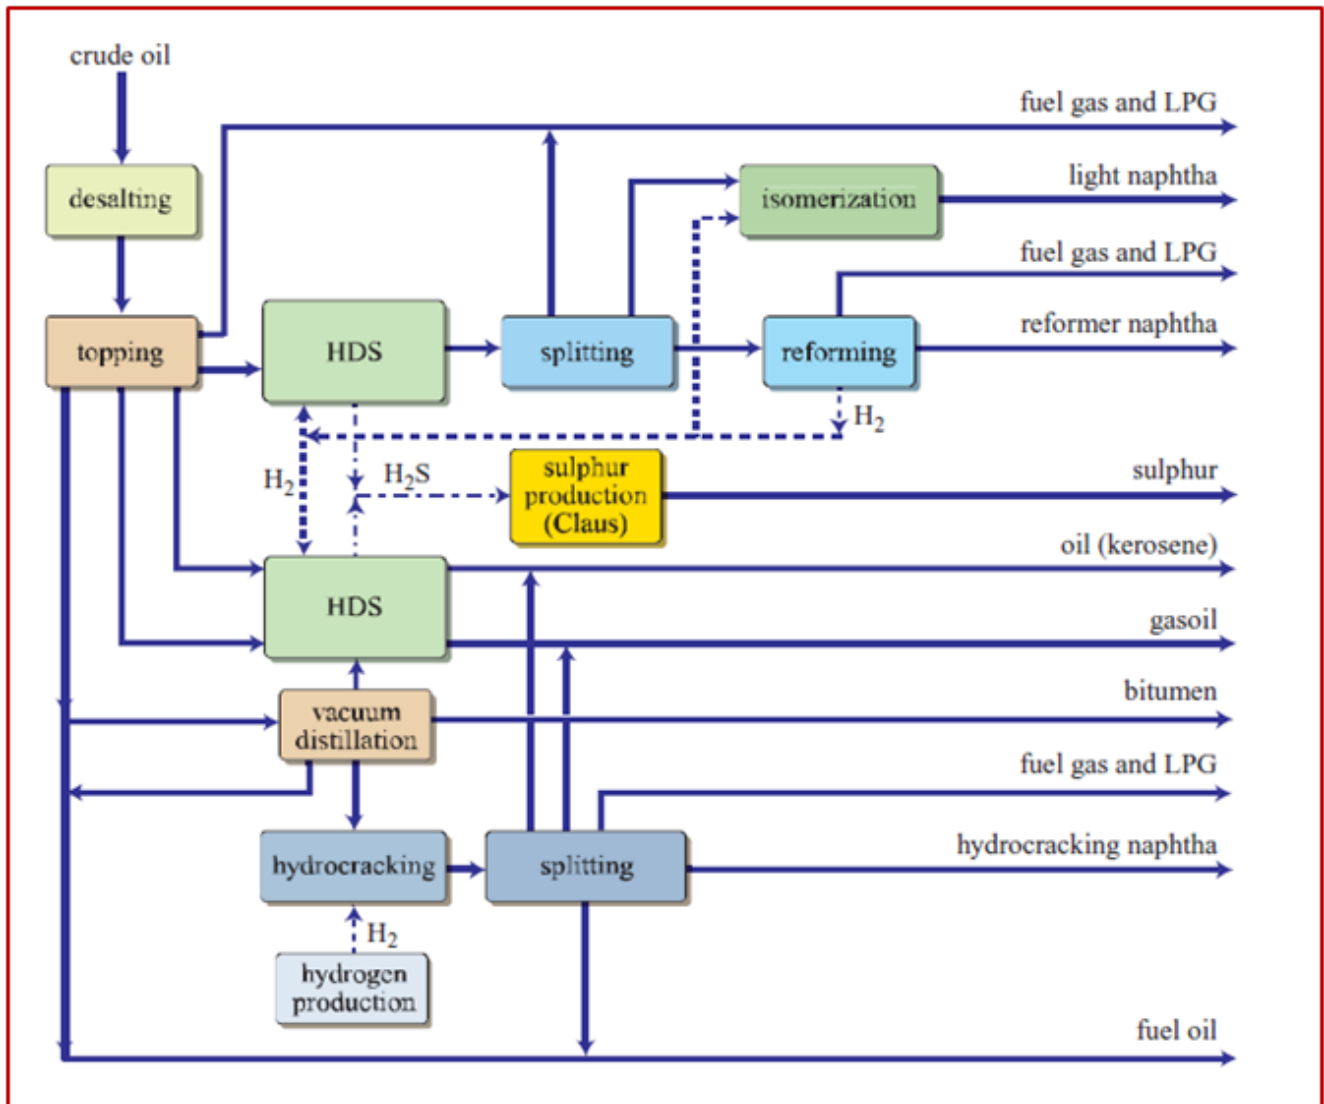 crude oil
fuel gas and LPG
desalting
isomerization
light naphtha
fuel gas and LPG
topping
HDS
splitting
reforming
reformer naphtha
H2
H2
H2S
sulphur
production
(Claus)
sulphur
oil (kerosene)
HDS
gasoil
vacuum
distillation
bitumen
fuel gas and LPG
hydrocracking
splitting
hydrocracking naphtha
H2
hydrogen
production
fuel oil